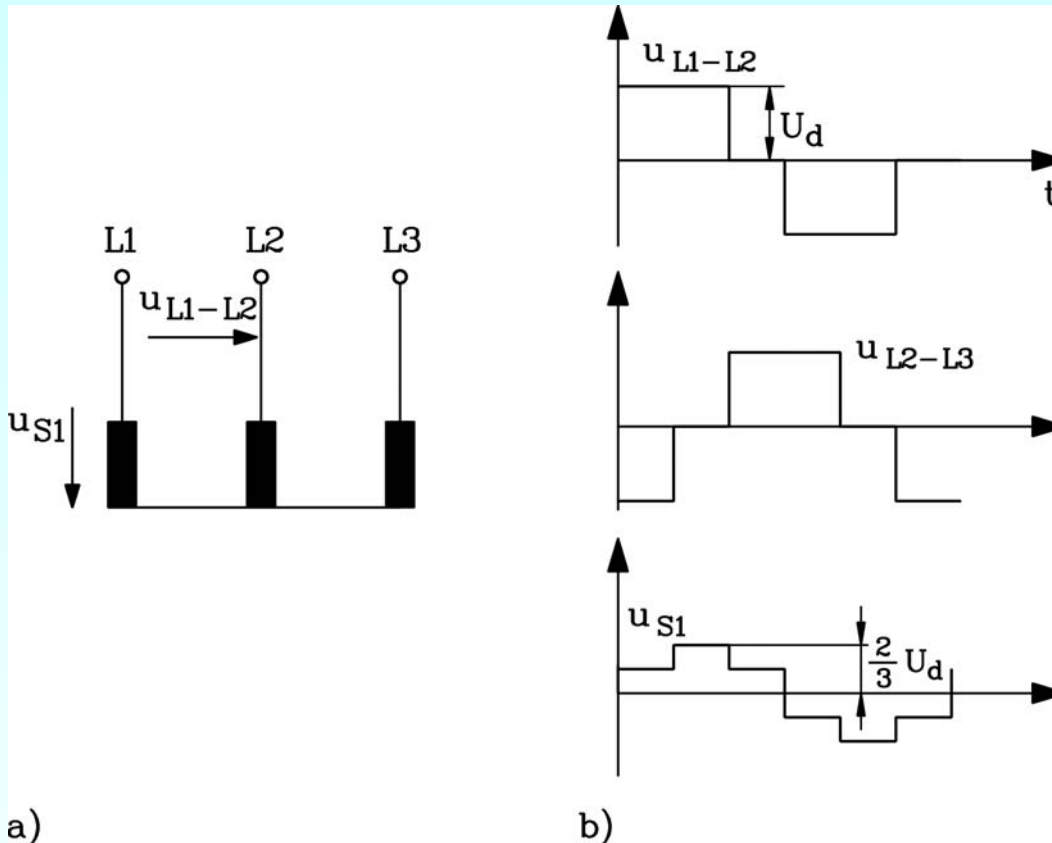 L1 L2 L3
u L1-L2
u S1
a)
u L1-L2
U d
t
u L2-L3
u S1
2/3 U d
b)